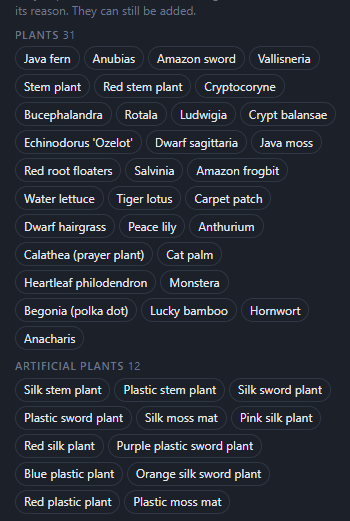 its reason. They can still be added.
PLANTS 31
Java fern Anubias Amazon sword Vallisneria
Stem plant Red stem plant Cryptocoryne
Bucephalandra Rotala Ludwigia Crypt balansae
Echinodorus 'Ozelot' Dwarf sagittaria Java moss
Red root floaters Salvinia Amazon frogbit
Water lettuce Tiger lotus Carpet patch
Dwarf hairgrass Peace lily Anthurium
Calathea (prayer plant) Cat palm
Heartleaf philodendron Monstera
Begonia (polka dot) Lucky bamboo Hornwort
Anacharis
ARTIFICIAL PLANTS 12
Silk stem plant Plastic stem plant Silk sword plant
Plastic sword plant Silk moss mat Pink silk plant
Red silk plant Purple plastic sword plant
Blue plastic plant Orange silk sword plant
Red plastic plant Plastic moss mat